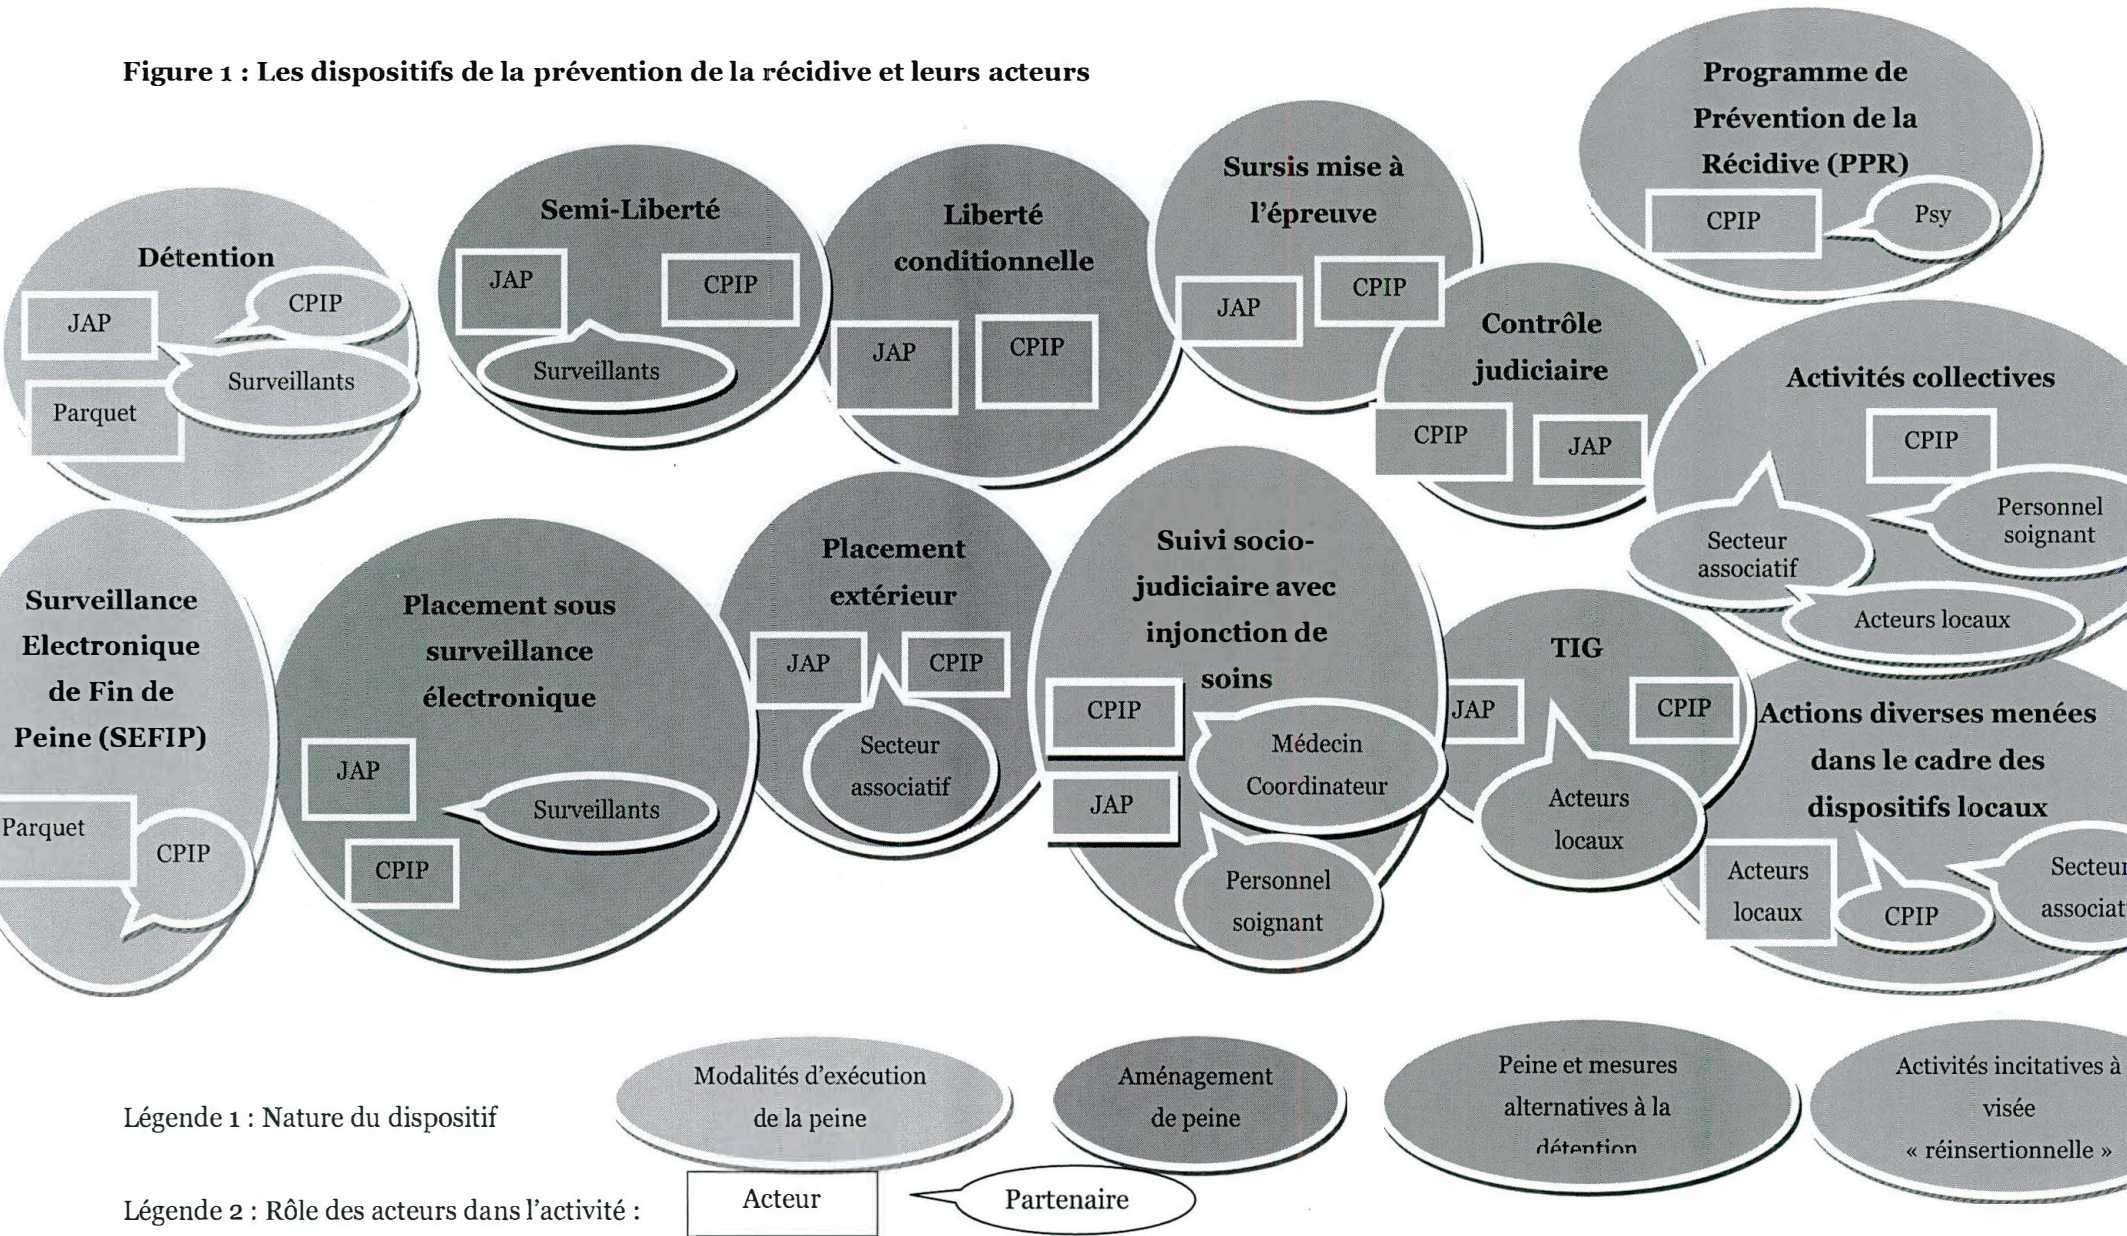 Figure 1 : Les dispositifs de la prévention de la récidive et leurs acteurs
Programme de
Prévention de la
Récidive (PPR)
CPIP
Psy
Sursis mise à
l'épreuve
JAP
CPIP
Semi-Liberté
JAP
CPIP
Surveillants
Liberté
conditionnelle
JAP
CPIP
Détention
JAP
CPIP
Surveillants
Parquet
Contrôle
judiciaire
CPIP
JAP
Activités collectives
CPIP
Personnel
soignant
Secteur
associatif
Acteurs locaux
Surveillance
Electronique
de Fin de
Peine (SEFIP)
Parquet
CPIP
Placement sous
surveillance
électronique
JAP
Surveillants
CPIP
Placement
extérieur
JAP
CPIP
Secteur
associatif
Suivi socio-
judiciaire avec
injonction de
soins
CPIP
Médecin
Coordinateur
JAP
Personnel
soignant
TIG
JAP
CPIP
Acteurs
locaux
Actions diverses menées
dans le cadre des
dispositifs locaux
Acteurs
locaux
CPIP
Secteur
Légende 1 : Nature du dispositif
Modalités d'exécution
de la peine
Aménagement
de peine
Peine et mesures
alternatives à la
détention
Activités incitatives à
visée
« réinsertionnelle »
Légende 2 : Rôle des acteurs dans l'activité :
Acteur
Partenaire